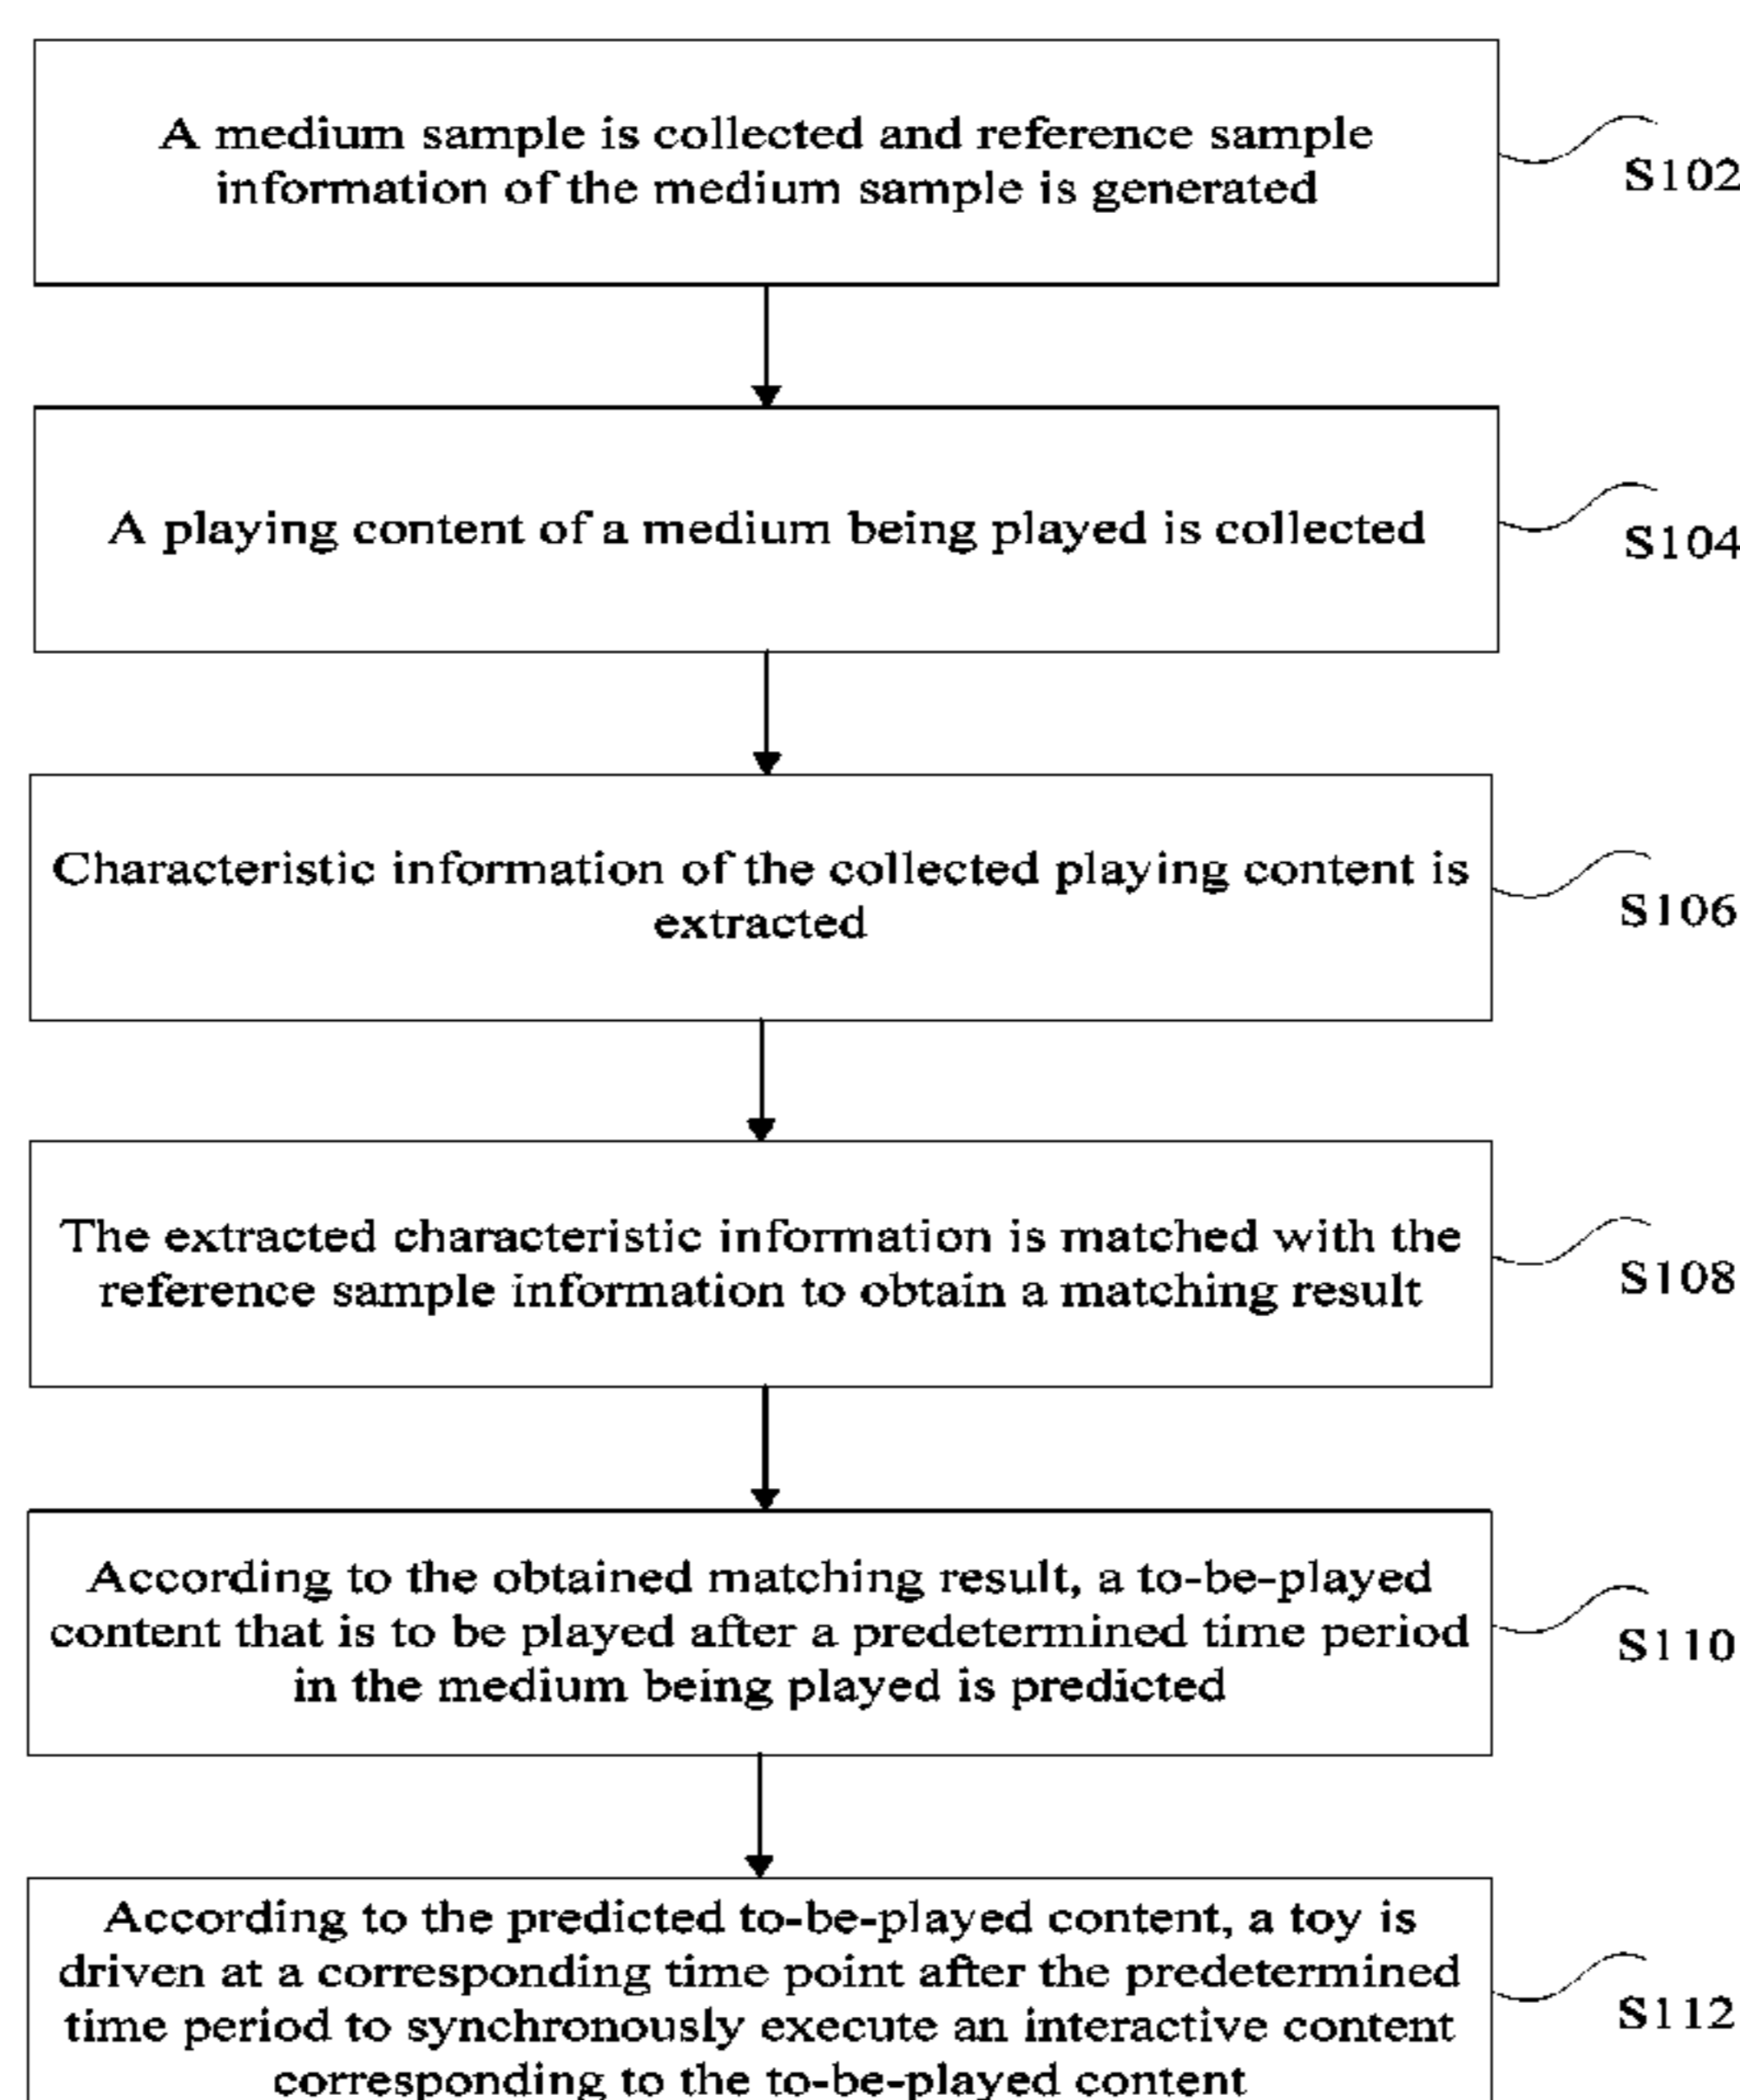 A medium sample is collected and reference sample
information of the medium sample is generated
S102
A playing content of a medium being played is collected
S104
Characteristic information of the collected playing content is
extracted
S106
The extracted characteristic information is matched with the
reference sample information to obtain a matching result
S108
According to the obtained matching result, a to-be-played
content that is to be played after a predetermined time period
in the medium being played is predicted
S110
According to the predicted to-be-played content, a toy is
driven at a corresponding time point after the predetermined
time period to synchronously execute an interactive content
corresponding to the to-be-played content
S112